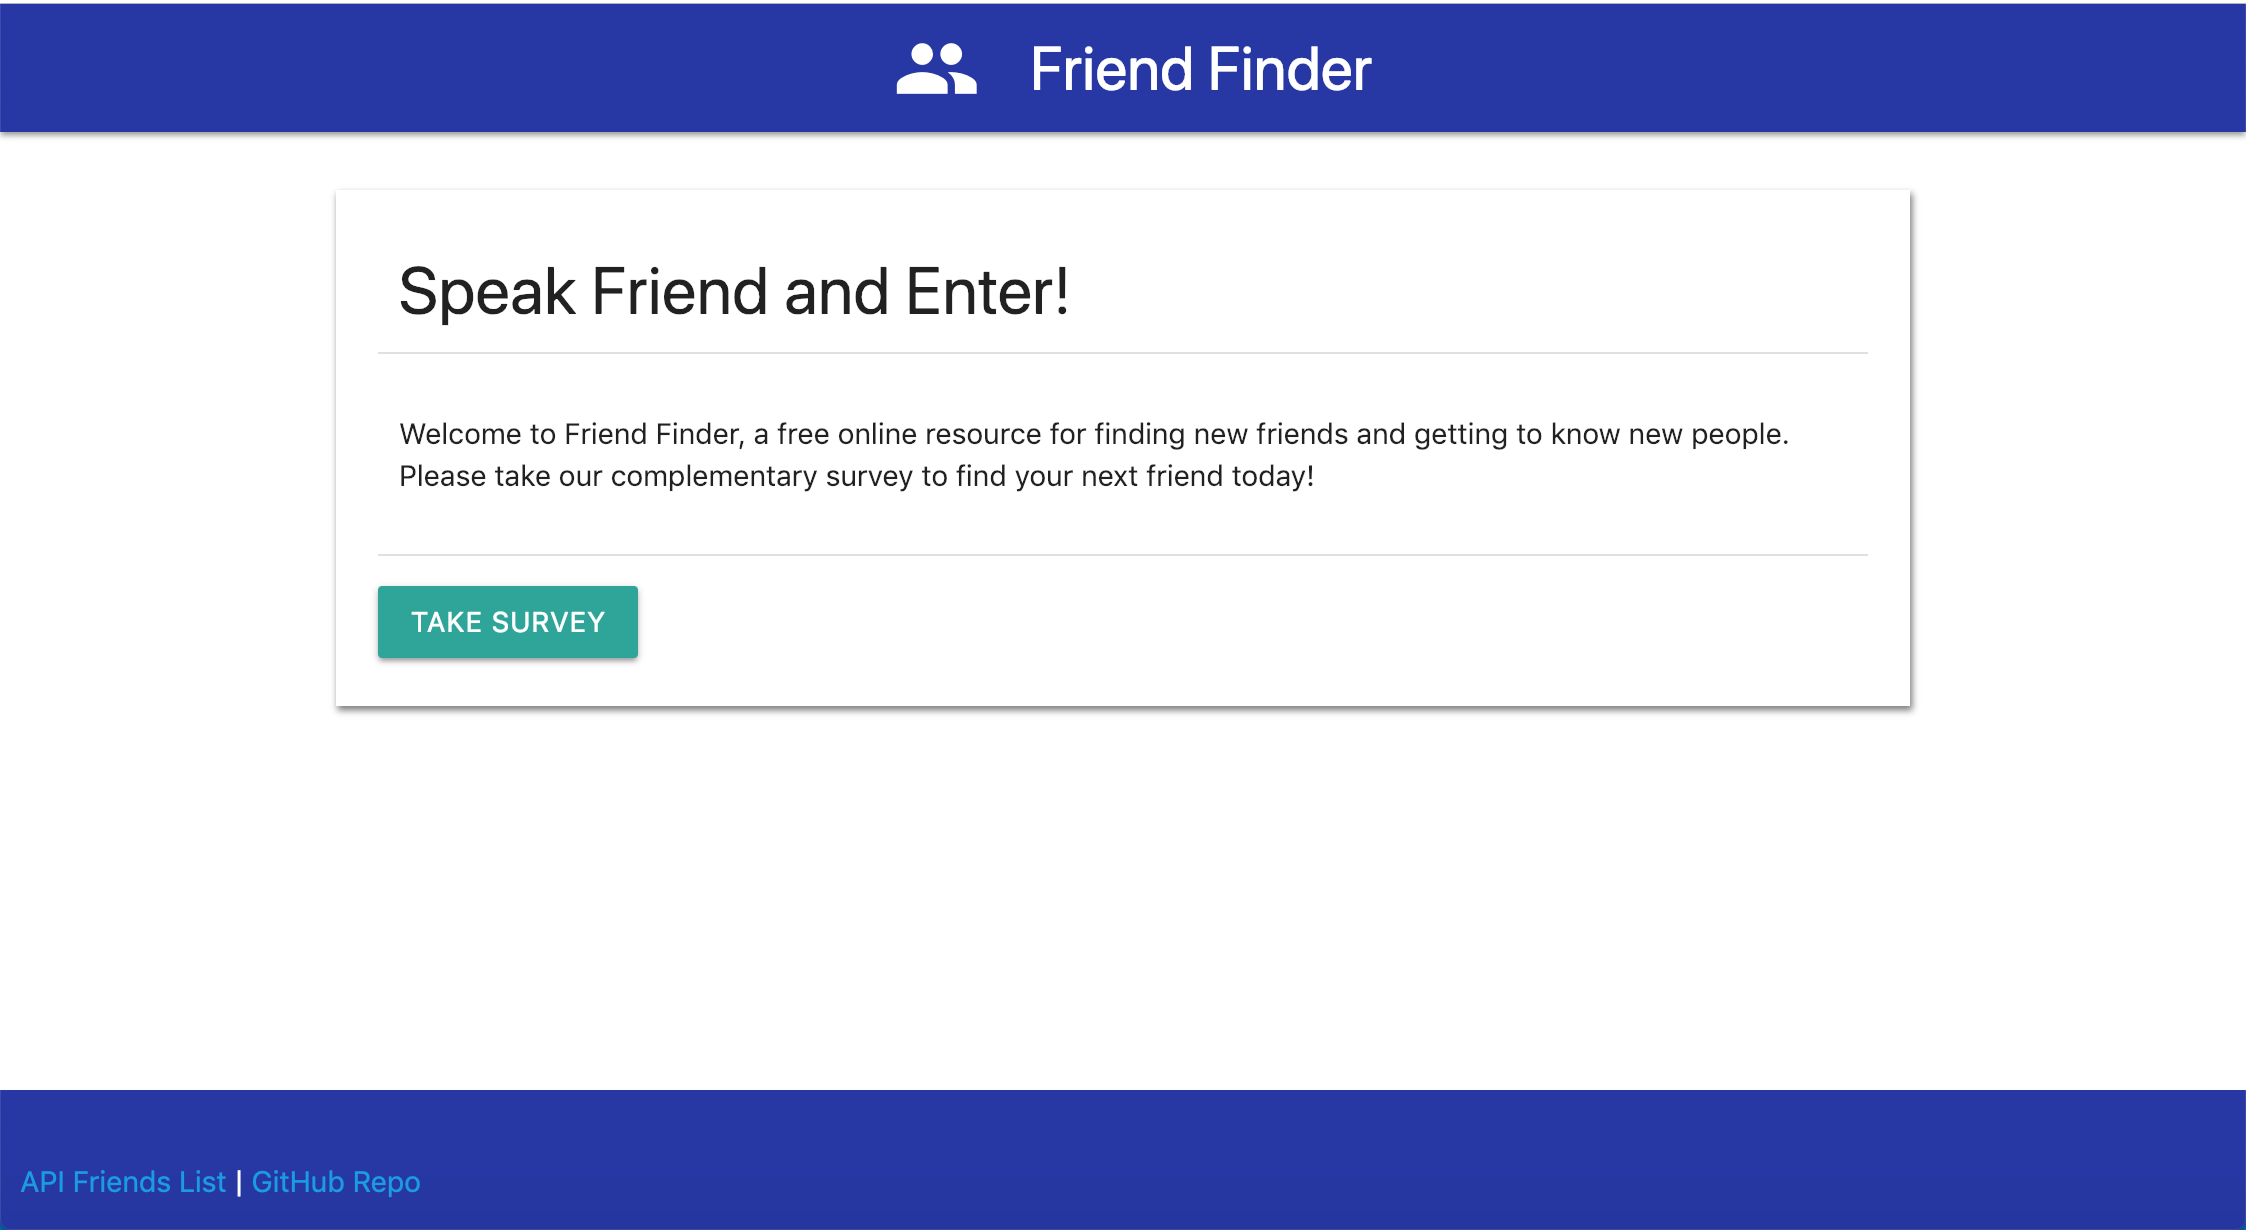 Friend Finder
Speak Friend and Enter!
Welcome to Friend Finder, a free online resource for finding new friends and getting to know new people.
Please take our complementary survey to find your next friend today!
TAKE SURVEY
API Friends List | GitHub Repo